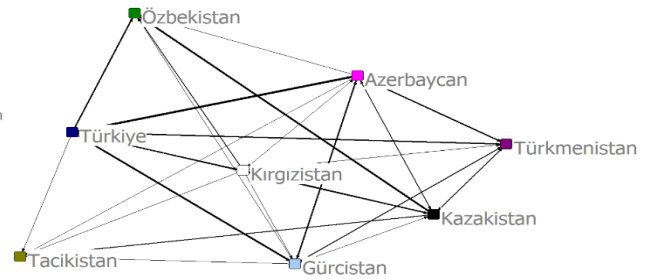 Özbekistan
Azerbaycan
Türkiye
Türkmenistan
Kırgızistan
Kazakistan
Tacikistan
Gürcistan